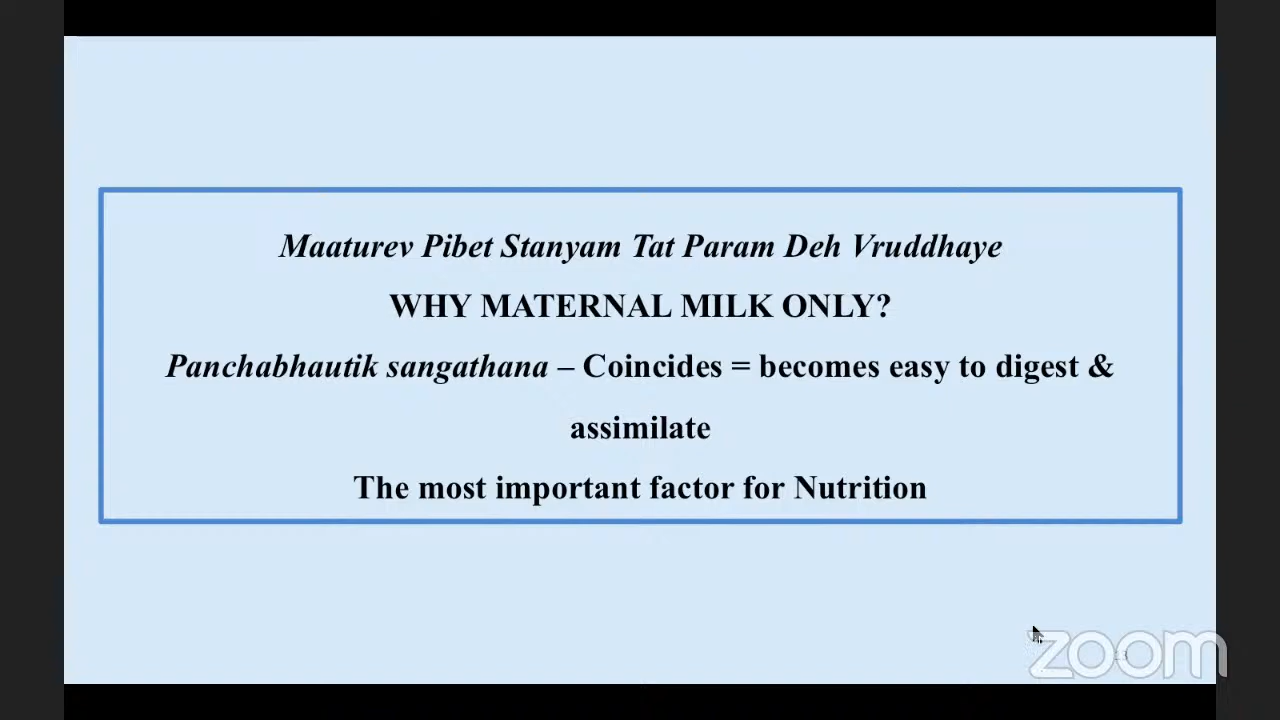 Maaturev Pibet Stanyam Tat Param Deh Vruddhaye
WHY MATERNAL MILK ONLY?
Panchabhautik sangathana – Coincides = becomes easy to digest &
assimilate
The most important factor for Nutrition
zoom